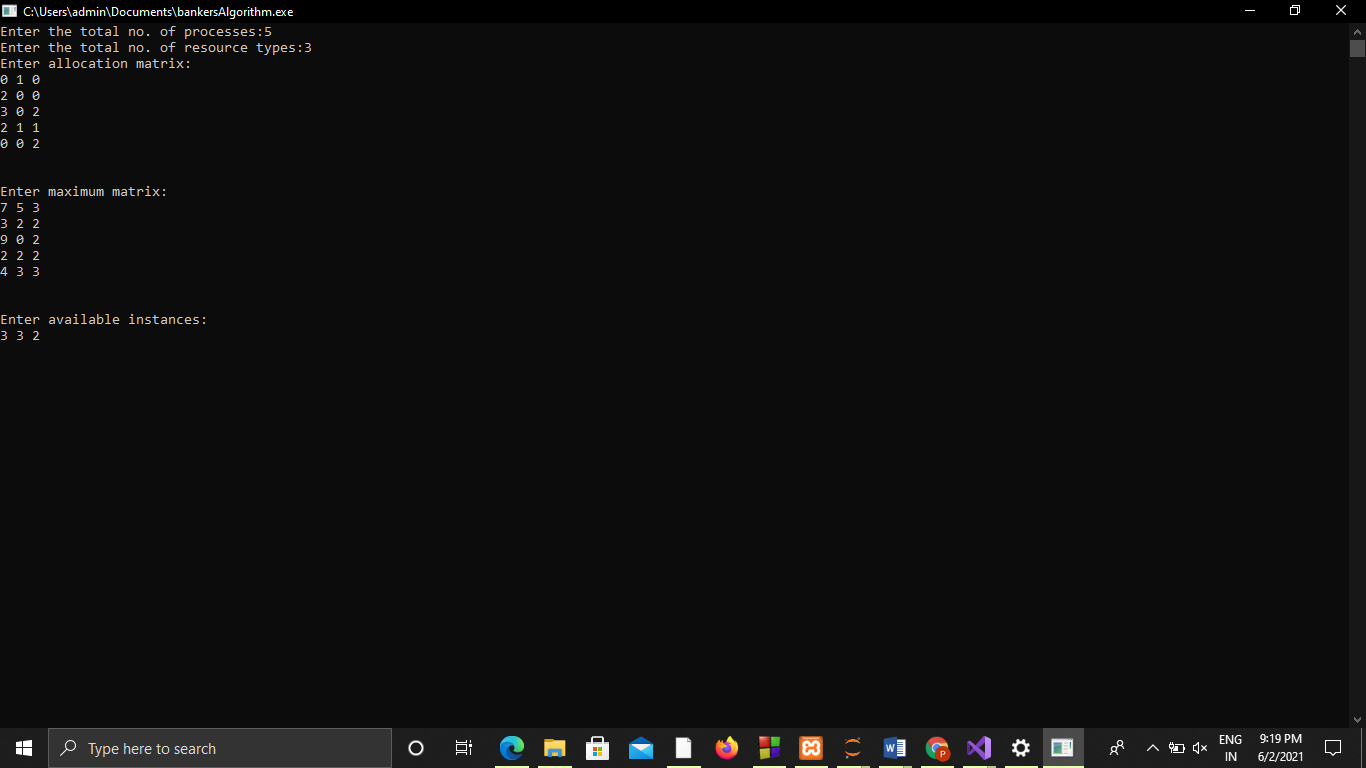 C:\Users\admin\Documents\bankersAlgorithm.exe
Enter the total no. of processes:5
Enter the total no. of resource types:3
Enter allocation matrix:
0 1 0
2 0 0
3 0 2
2 1 1
0 0 2
Enter maximum matrix:
7 5 3
3 2 2
9 0 2
2 2 2
4 3 3
Enter available instances:
3 3 2
Type here to search
ENG
IN
9:19 PM
6/2/2021